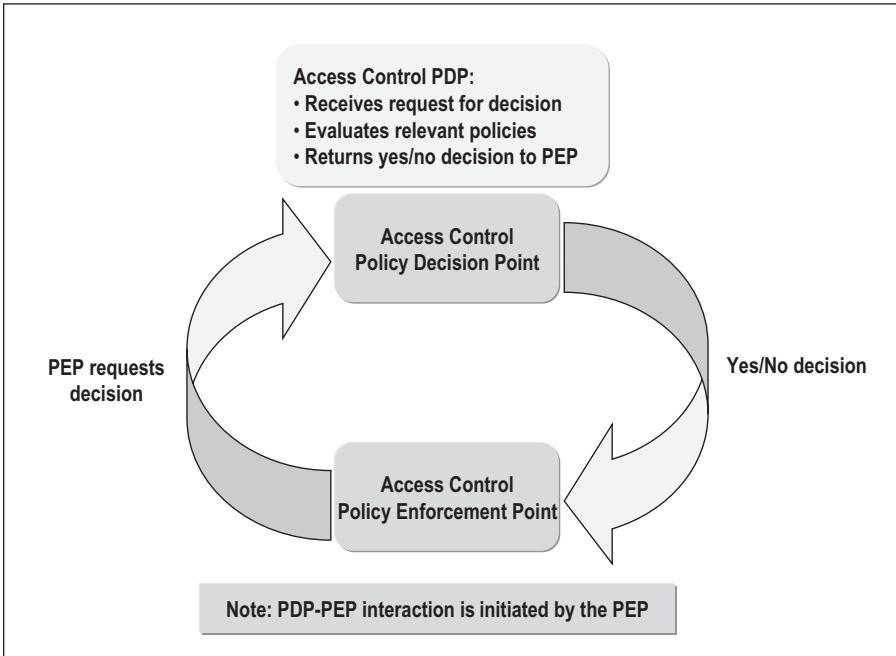 Access Control PDP:
• Receives request for decision
• Evaluates relevant policies
• Returns yes/no decision to PEP
Access Control
Policy Decision Point
PEP requests
decision
Yes/No decision
Access Control
Policy Enforcement Point
Note: PDP-PEP interaction is initiated by the PEP